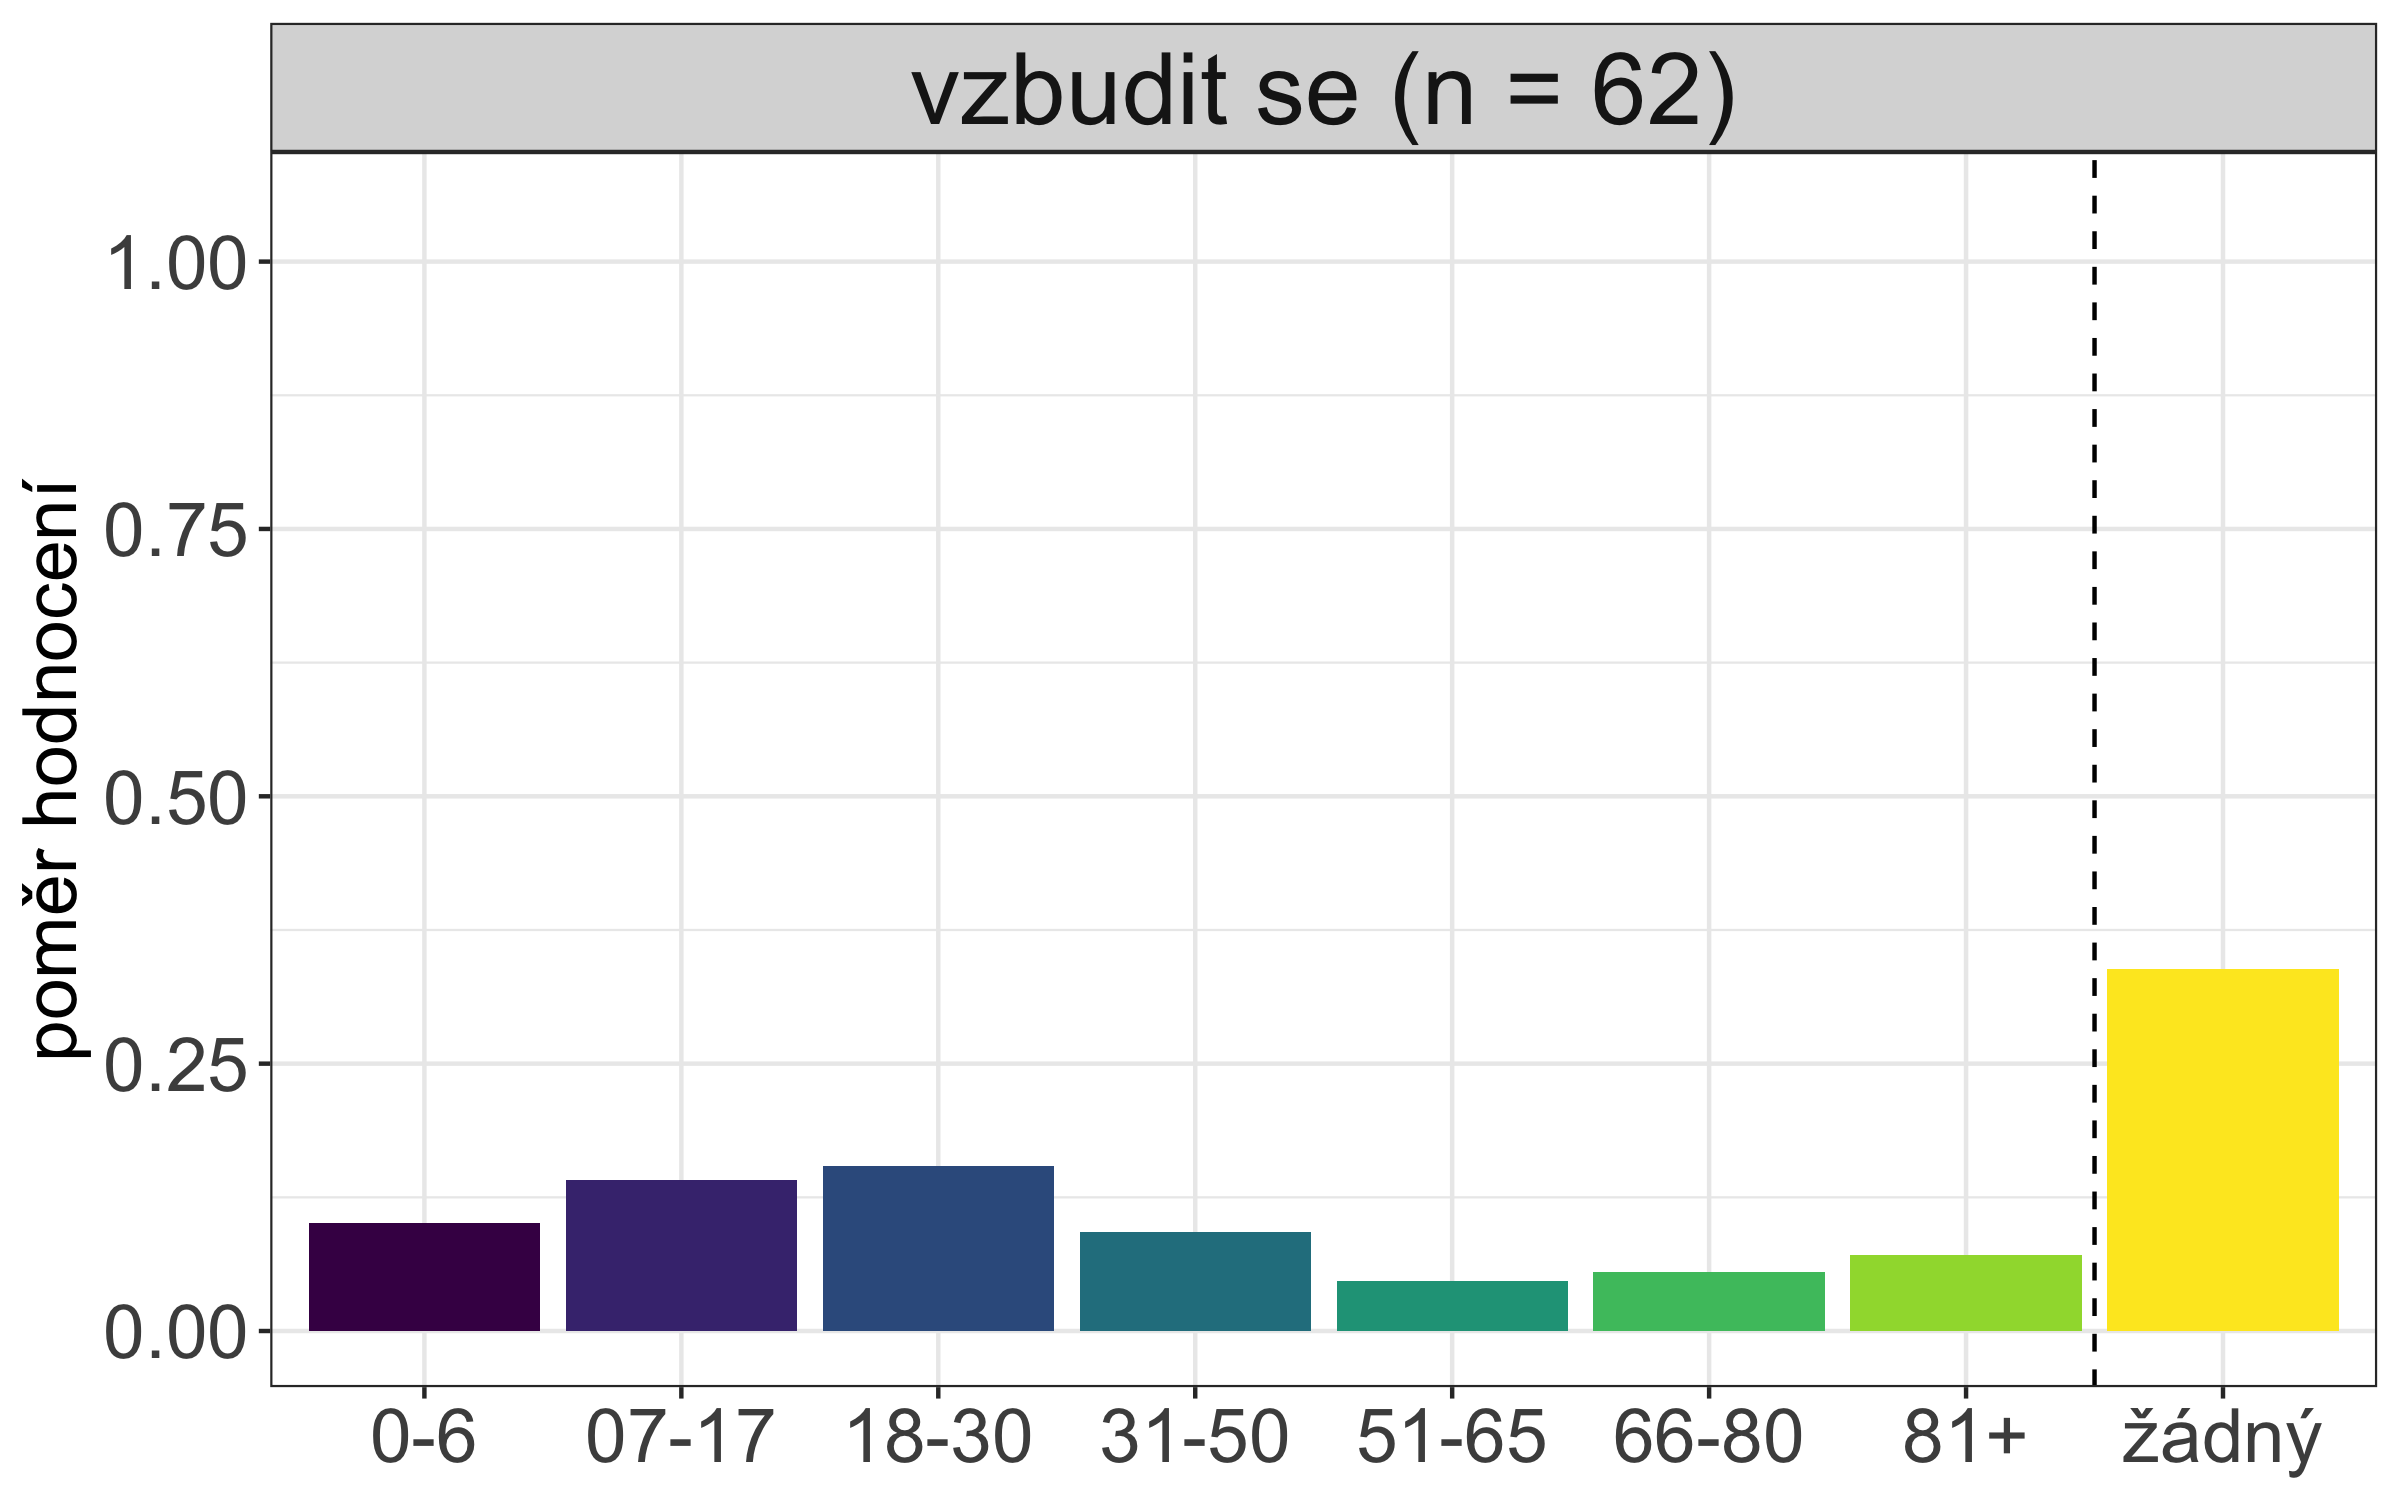 vzbudit se (n = 62)
poměr hodnocení
1.00
0.75
0.50
0.25
0.00
0-6 07-17 18-30 31-50 51-65 66-80 81+ žádný